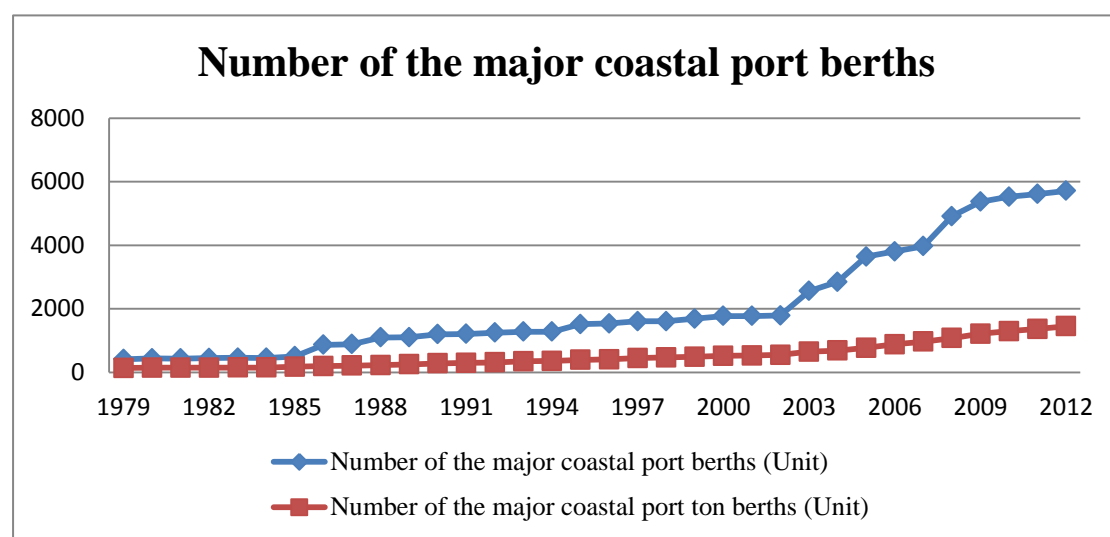 Number of the major coastal port berths
8000
6000
4000
2000
0
1979 1982 1985 1988 1991 1994 1997 2000 2003 2006 2009 2012
Number of the major coastal port berths (Unit)
Number of the major coastal port ton berths (Unit)